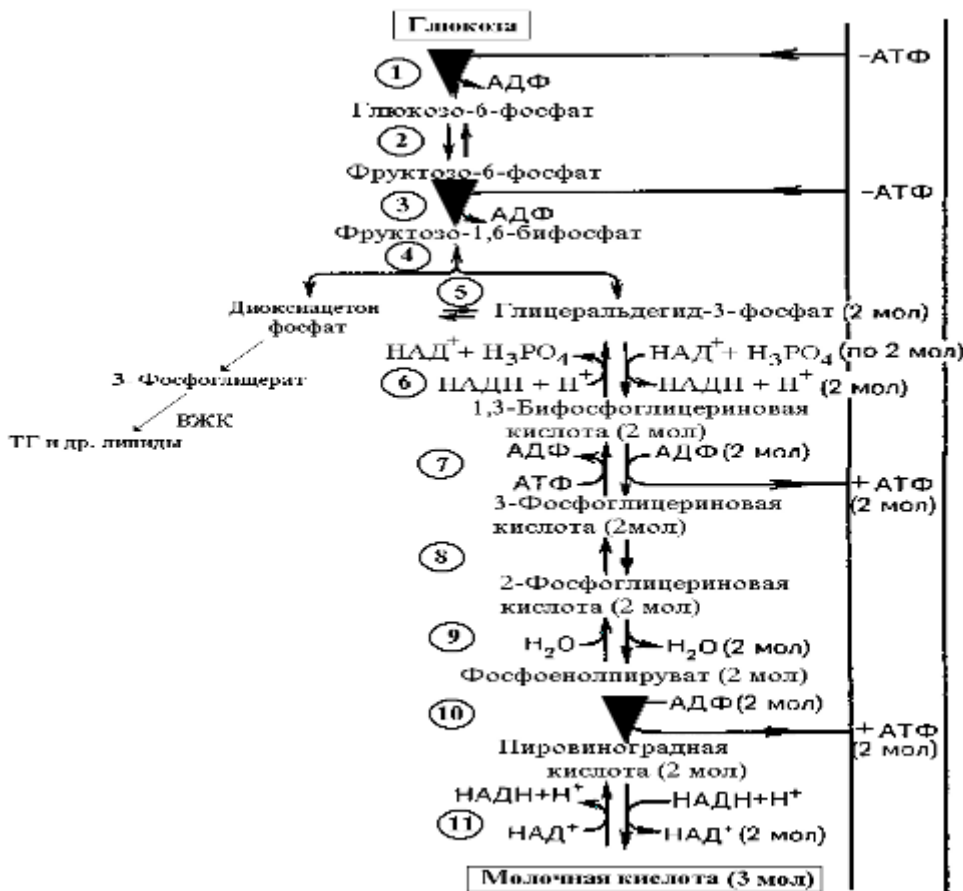 Глюкоза
−АТФ
1
АДФ
Глюкозо-6-фосфат
2
Фруктозо-6-фосфат
−АТФ
3
АДФ
Фруктозо-1,6-бифосфат
4
5
Диоксиацетон
фосфат
Глицеральдегид-3-фосфат (2 мол)
НАД⁺+ H₃PO₄ НАД⁺+ H₃PO₄ (по 2 мол)
3- Фосфоглицерат
6
НАДН + H⁺ НАДН + H⁺ (2 мол)
ВЖК
ТГ и др. липиды
1,3-Бифосфоглицериновая
кислота (2 мол)
7
АДФ АДФ (2 мол)
АТФ
+ АТФ
(2 мол)
3-Фосфоглицериновая
кислота (2мол)
8
2-Фосфоглицериновая
кислота (2 мол)
9
H₂O H₂O (2 мол)
Фосфоенолпируват (2 мол)
10
АДФ (2 мол)
+ АТФ
(2 мол)
Пировиноградная
кислота (2 мол)
НАДН+Н⁺ НАДН+Н⁺
11
НАД⁺ НАД⁺ (2 мол)
Молочная кислота (3 мол)